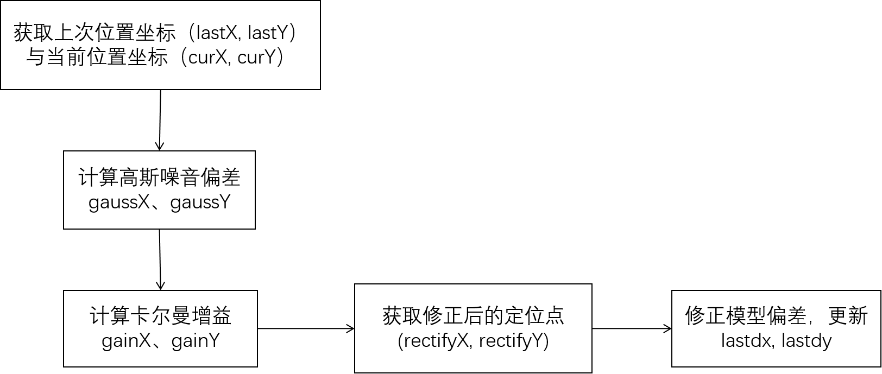 获取上次位置坐标（lastX, lastY）
与当前位置坐标（curX, curY）
计算高斯噪音偏差
gaussX、gaussY
计算卡尔曼增益
gainX、gainY
获取修正后的定位点
(rectifyX, rectifyY)
修正模型偏差，更新
lastdx, lastdy